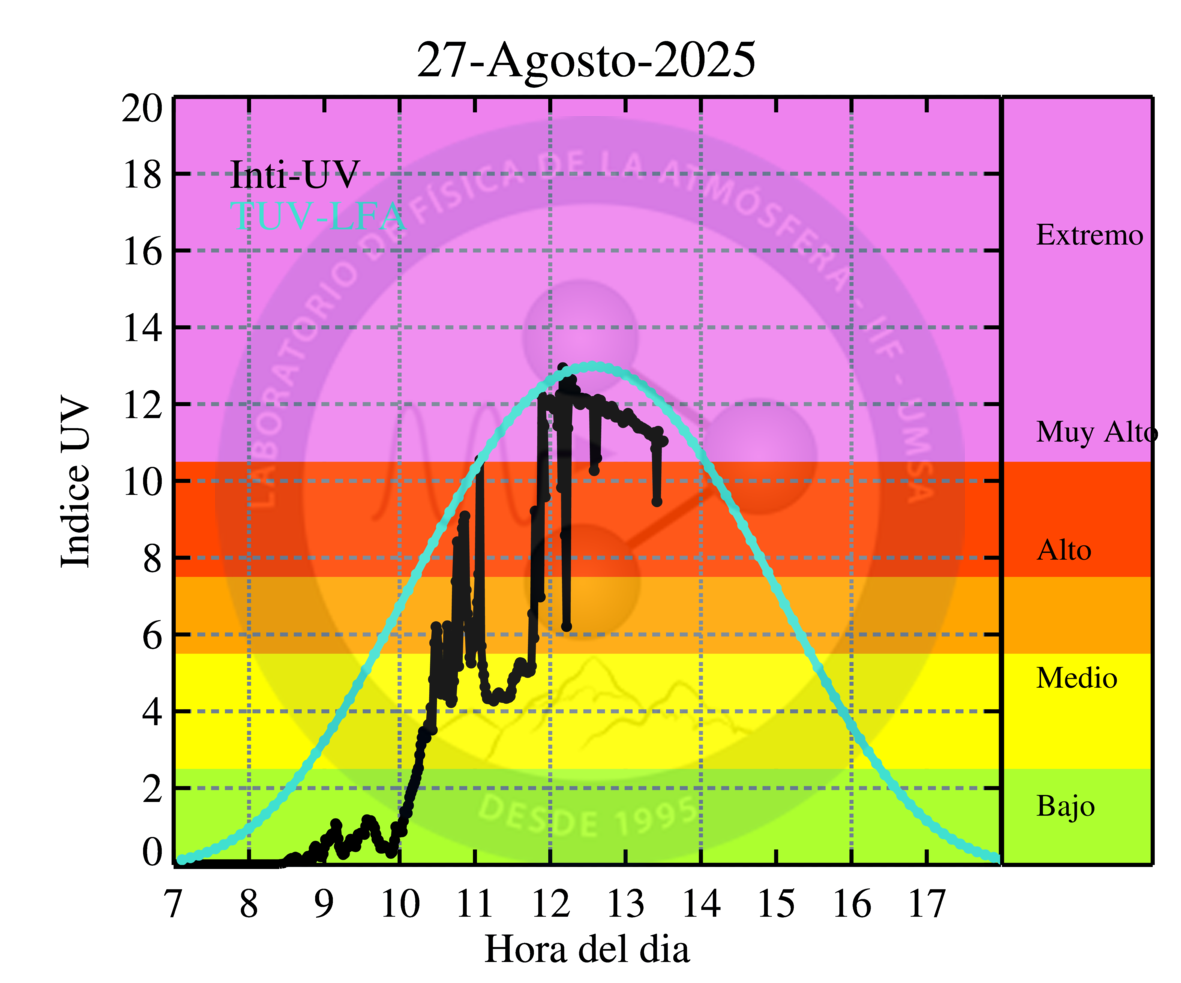 27-Agosto-2025
20
18
16
14
12
10
8
6
4
2
0
Indice UV
Inti-UV
TUV-LFA
LABORATORIO DE FÍSICA DE LA ATMÓSFERA - IIF - UMSA
DESDE 1995
Extremo
Muy Alto
Alto
Medio
Bajo
7 8 9 10 11 12 13 14 15 16 17
Hora del dia